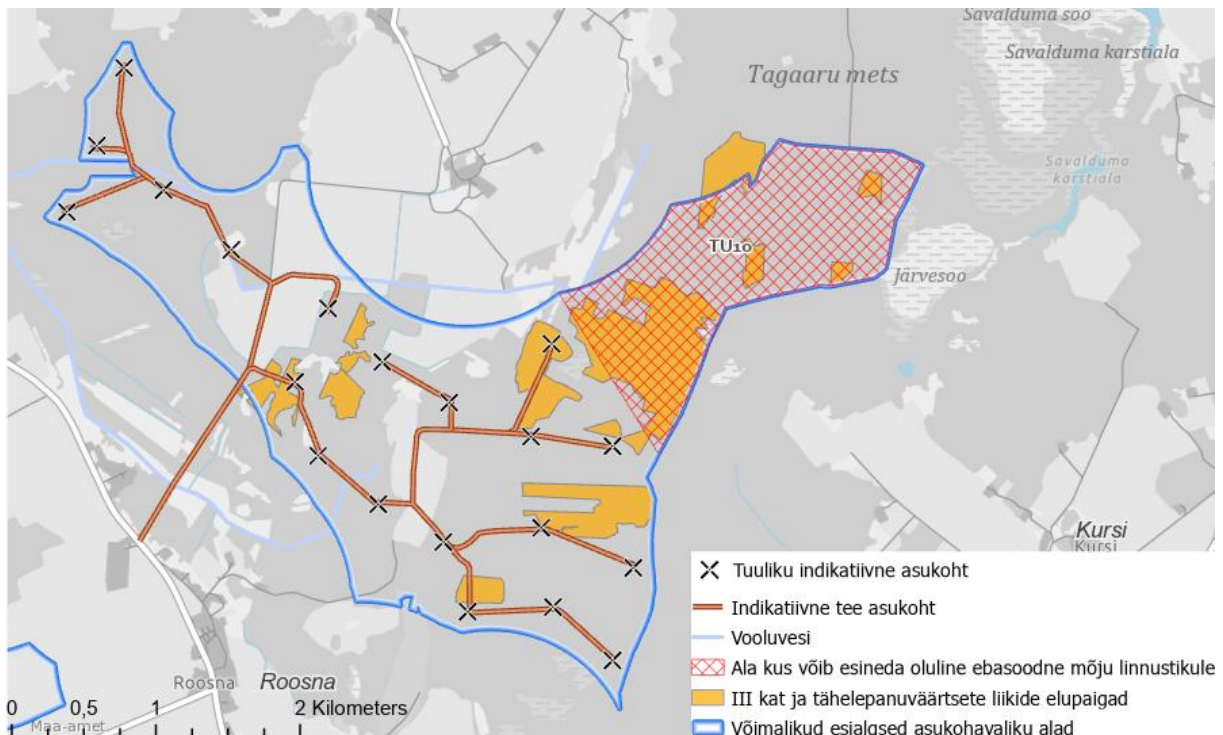 Savalduma soo
Savalduma karstiala
Tagaaru mets
Savalduma
karstiala
TU10
Järvesoo
Kursi
Kursi
Tuuliku indikatiivne asukoht
Indikatiivne tee asukoht
Vooluvesi
Ala kus võib esineda oluline ebasoodne mõju linnustikule
III kat ja tähelepanuväärtsete liikide elupaigad
Võimalikud esialgsed asukohavaliku alad
Roosna Roosna
0 0,5 1 2 Kilometers
Maa-amet